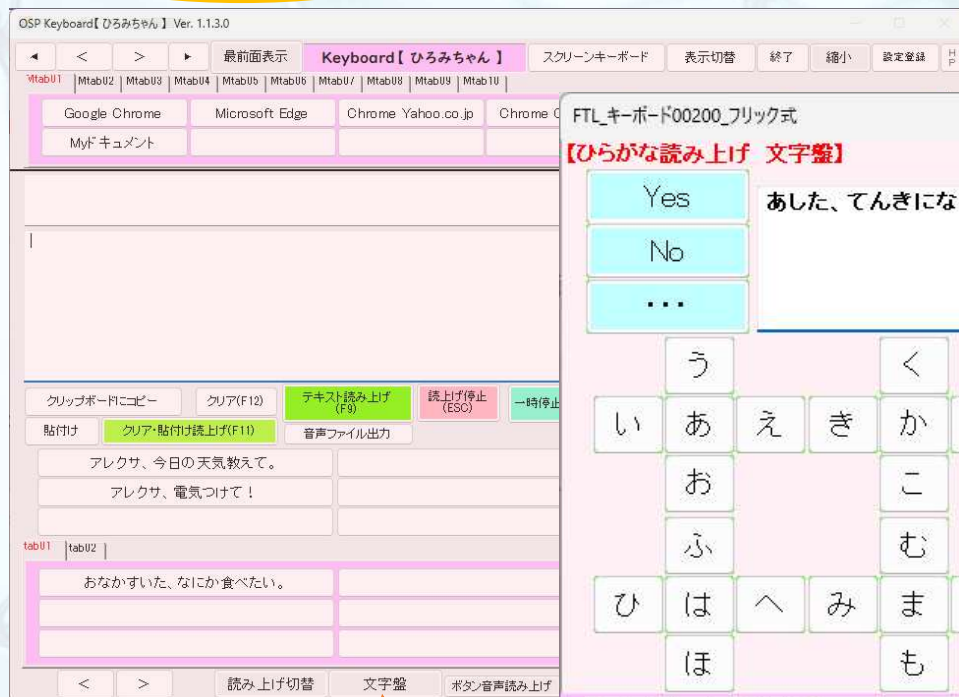 OSP Keyboard【ひろみちゃん】 Ver. 1.1.3.0
◂ < > ▸ 最前面表示 Keyboard【ひろみちゃん】 スクリーンキーボード 表示切替 終了 縮小 設定登録
Mtab01 Mtab02 Mtab03 Mtab04 Mtab05 Mtab06 Mtab07 Mtab08 Mtab09 Mtab10
Google Chrome Microsoft Edge Chrome Yahoo.co.jp Chrome
Myドキュメント
クリップボードにコピー クリア(F12) テキスト読み上げ(F9) 読上げ停止(ESC) 一時停止
貼付け クリア・貼付け読上げ(F11) 音声ファイル出力
アレクサ、今日の天気教えて。
アレクサ、電気つけて!
tab01 tab02
おなかすいた、なにか食べたい。
< > 読み上げ切替 文字盤 ボタン音声読み上げ
FTL_キーボード00200_フリック式
【ひらがな読み上げ 文字盤】
Yes
No
・・・
あした、てんきにな
う く
い あ え き か
お こ
ふ む
ひ は へ み ま
ほ も